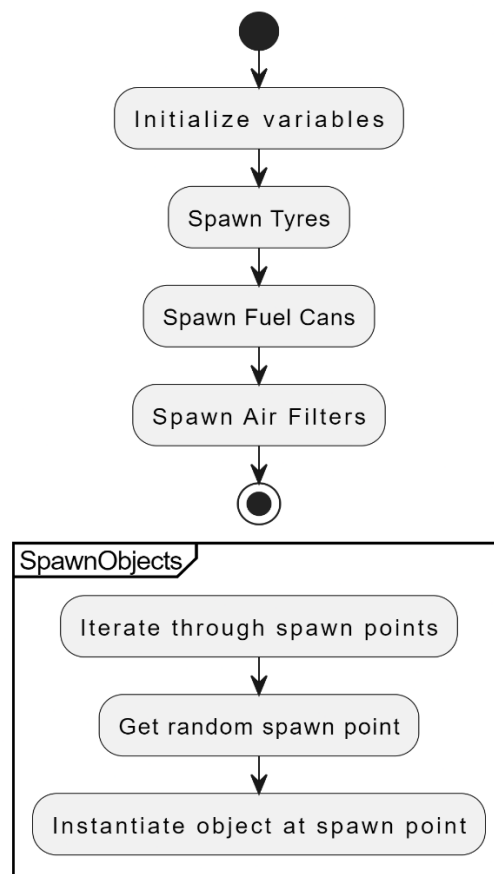 Initialize variables
Spawn Tyres
Spawn Fuel Cans
Spawn Air Filters
SpawnObjects
Iterate through spawn points
Get random spawn point
Instantiate object at spawn point